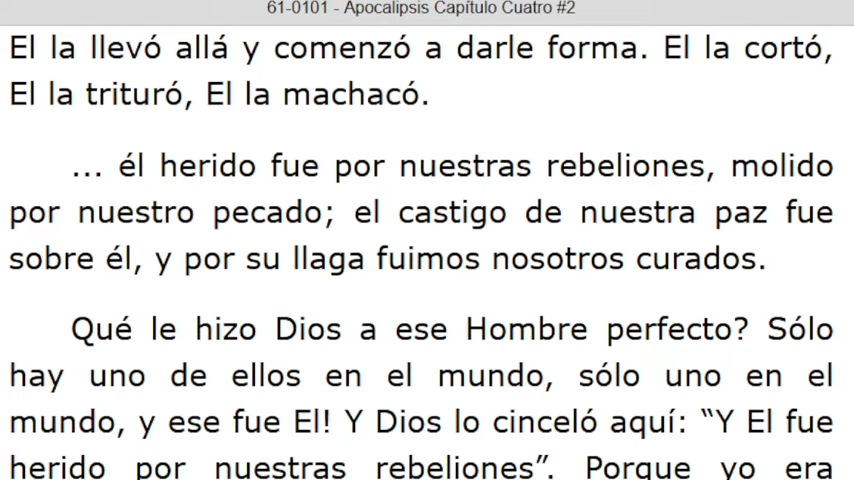 61-0101 - Apocalipsis Capítulo Cuatro #2
El la llevó allá y comenzó a darle forma. El la cortó,
El la trituró, El la machacó.
... él herido fue por nuestras rebeliones, molido
por nuestro pecado; el castigo de nuestra paz fue
sobre él, y por su llaga fuimos nosotros curados.
Qué le hizo Dios a ese Hombre perfecto? Sólo
hay uno de ellos en el mundo, sólo uno en el
mundo, y ese fue El! Y Dios lo cinceló aquí: “Y El fue
herido por nuestras rebeliones”. Porque yo era